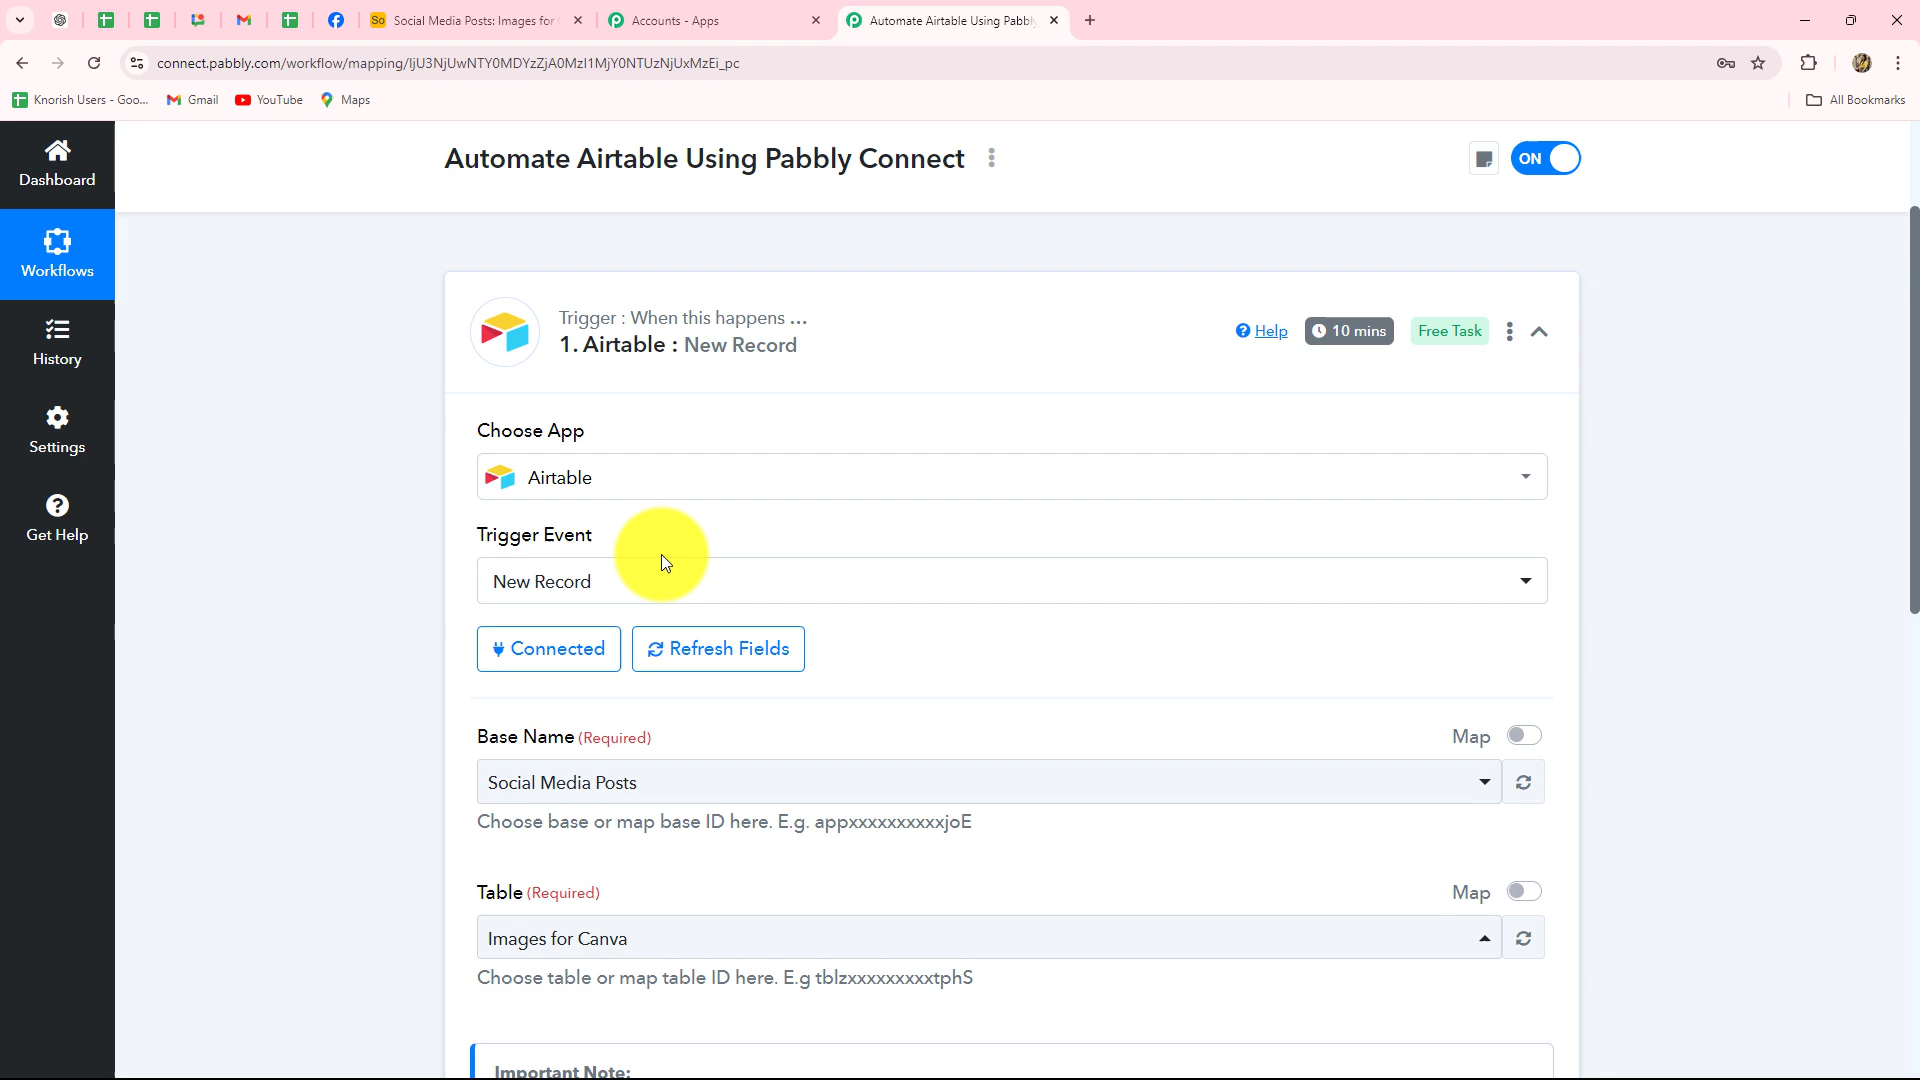 So Social Media Posts: Images for
Accounts - Apps
Automate Airtable Using Pabbly
connect.pabbly.com/workflow/mapping/IjU3NjUwNTY0MDYzZjA0MzI1MjY0NTUzNjUxMzEi_pc
Knorish Users - Goo... Gmail YouTube Maps All Bookmarks
Dashboard
Workflows
History
Settings
Get Help
Automate Airtable Using Pabbly Connect
ON
Trigger : When this happens ...
1. Airtable : New Record
Help 10 mins Free Task
Choose App
Airtable
Trigger Event
New Record
Connected Refresh Fields
Base Name (Required) Map
Social Media Posts
Choose base or map base ID here. E.g. appxxxxxxxxxxjoE
Table (Required) Map
Images for Canva
Choose table or map table ID here. E.g tblzxxxxxxxxxtphS
Important Note: